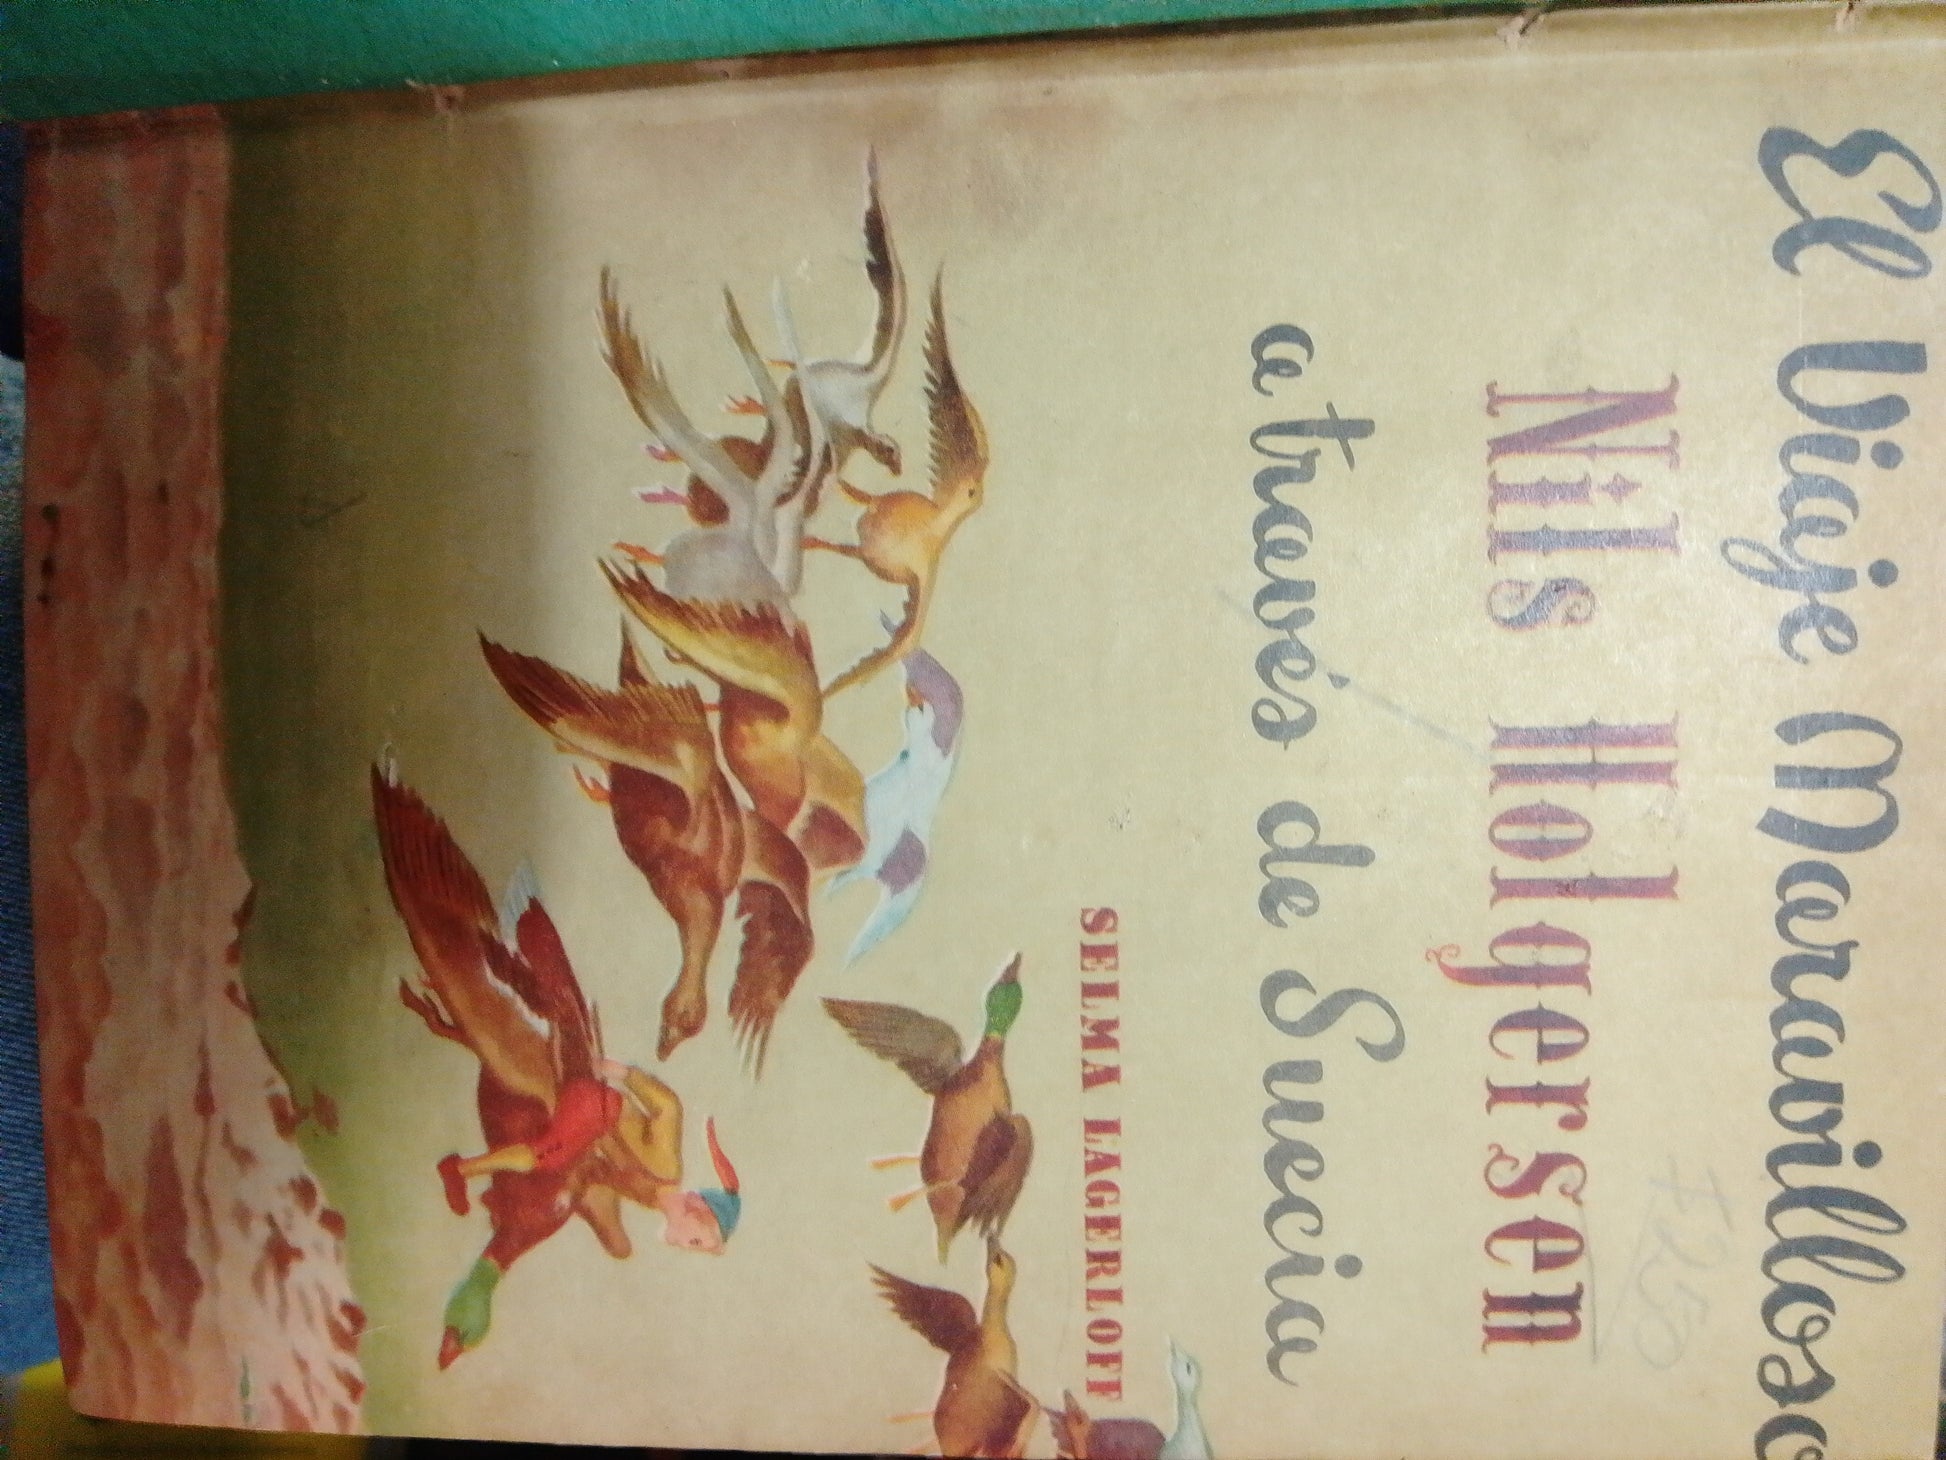 El Viaje Maravilloso
Nils Holgersen
a través de Suecia
SELMA LAGERLOFF